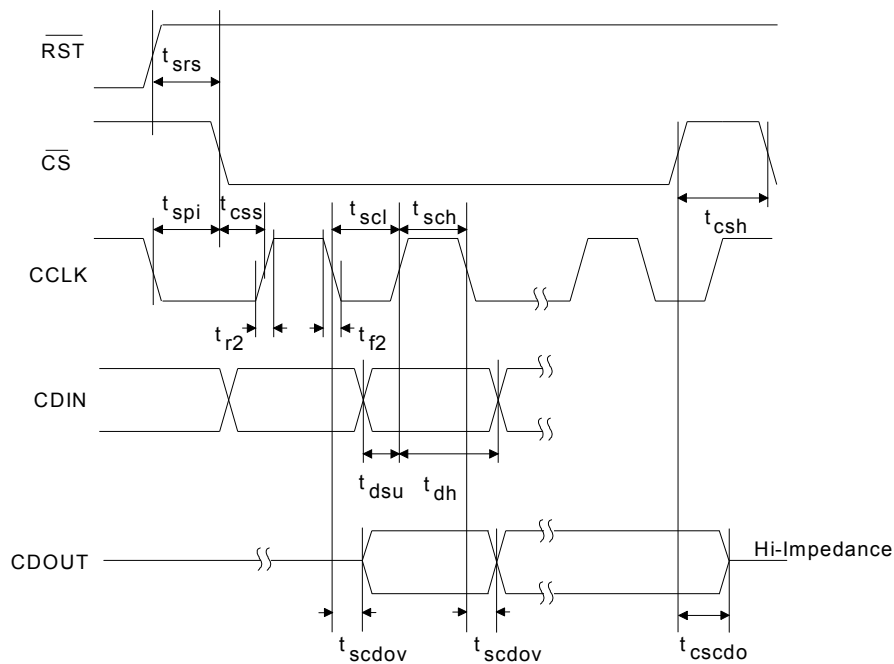 RST
t srs
CS
t spi
t css
t scl
t sch
t csh
CCLK
t r2
t f2
CDIN
t dsu
t dh
CDOUT
Hi-Impedance
t scdov
t scdov
t cscdo